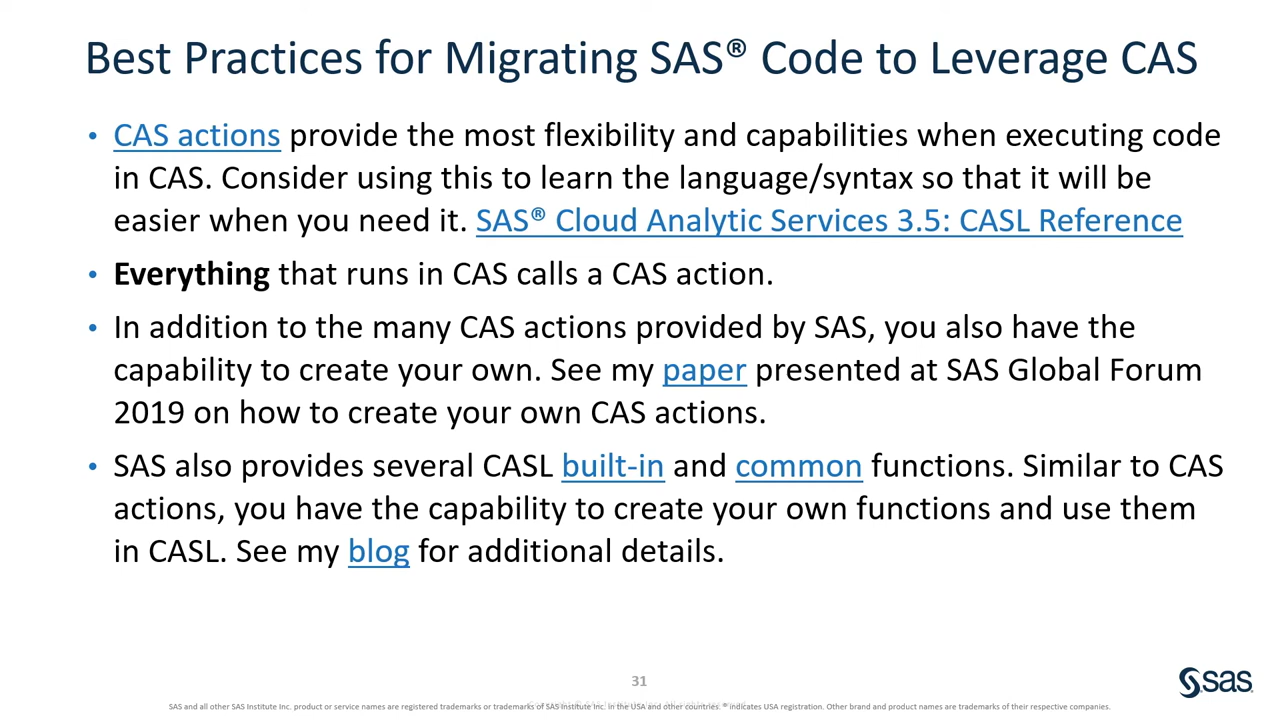 Best Practices for Migrating SAS® Code to Leverage CAS
• CAS actions provide the most flexibility and capabilities when executing code
in CAS. Consider using this to learn the language/syntax so that it will be
easier when you need it. SAS® Cloud Analytic Services 3.5: CASL Reference
• Everything that runs in CAS calls a CAS action.
• In addition to the many CAS actions provided by SAS, you also have the
capability to create your own. See my paper presented at SAS Global Forum
2019 on how to create your own CAS actions.
• SAS also provides several CASL built-in and common functions. Similar to CAS
actions, you have the capability to create your own functions and use them
in CASL. See my blog for additional details.
31
sas
SAS and all other SAS Institute Inc. product or service names are registered trademarks or trademarks of SAS Institute Inc. in the USA and other countries. ® indicates USA registration. Other brand and product names are trademarks of their respective companies.